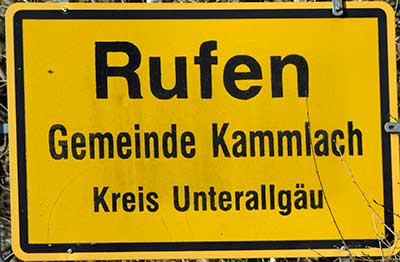 Rufen
Gemeinde Kammlach
Kreis Unterallgäu